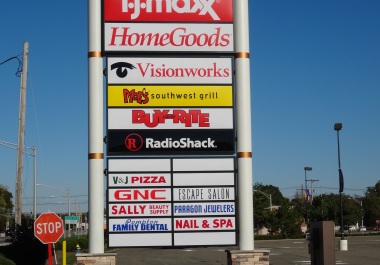 T.J.maxx
HomeGoods
Visionworks
Moe's southwest grill
BUY-RITE
R RadioShack.
V&J PIZZA
GNC ESCAPE SALON
SALLY BEAUTY SUPPLY PARAGON JEWELERS
Pompton FAMILY DENTAL NAIL & SPA
STOP